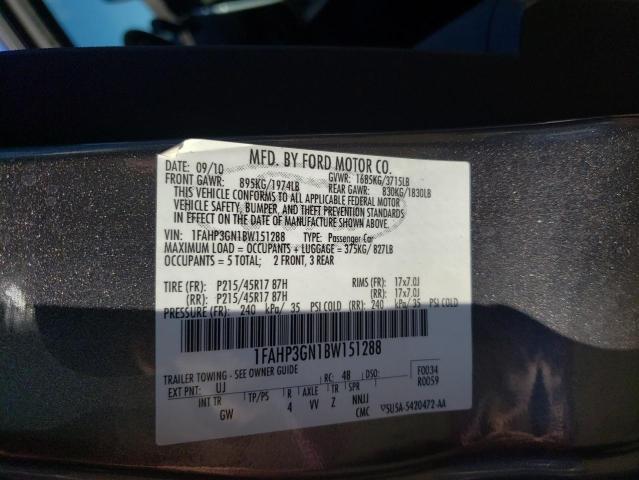 MFD. BY FORD MOTOR CO.
DATE: 09/10 GVWR: 1685KG/3715LB
FRONT GAWR: 895KG/1974LB REAR GAWR: 830KG/1830LB
THIS VEHICLE CONFORMS TO ALL APPLICABLE FEDERAL MOTOR
VEHICLE SAFETY, BUMPER, AND THEFT PREVENTION STANDARDS
IN EFFECT ON THE DATE OF MANUFACTURE SHOWN ABOVE.
VIN: 1FAHP3GN1BW151288 TYPE: Passenger Car
MAXIMUM LOAD = OCCUPANTS + LUGGAGE = 375KG/ 827LB
OCCUPANTS = 5 TOTAL: 2 FRONT, 3 REAR
TIRE (FR): P215/45R17 87H RIMS (FR): 17x7.0J
(RR): P215/45R17 87H (RR): 17x7.0J
PRESSURE (FR): 240 kPa/ 35 PSI COLD (RR): 240 kPa/35 PSI COLD
1FAHP3GN1BW151288
TRAILER TOWING - SEE OWNER GUIDE
EXT PNT: UJ RC: 48 DSO: F0034
R0059
INT TR TP/PS R AXLE TR SPR
GW 4 VV Z NNJJ
CMC 5U5A-5420472-AA